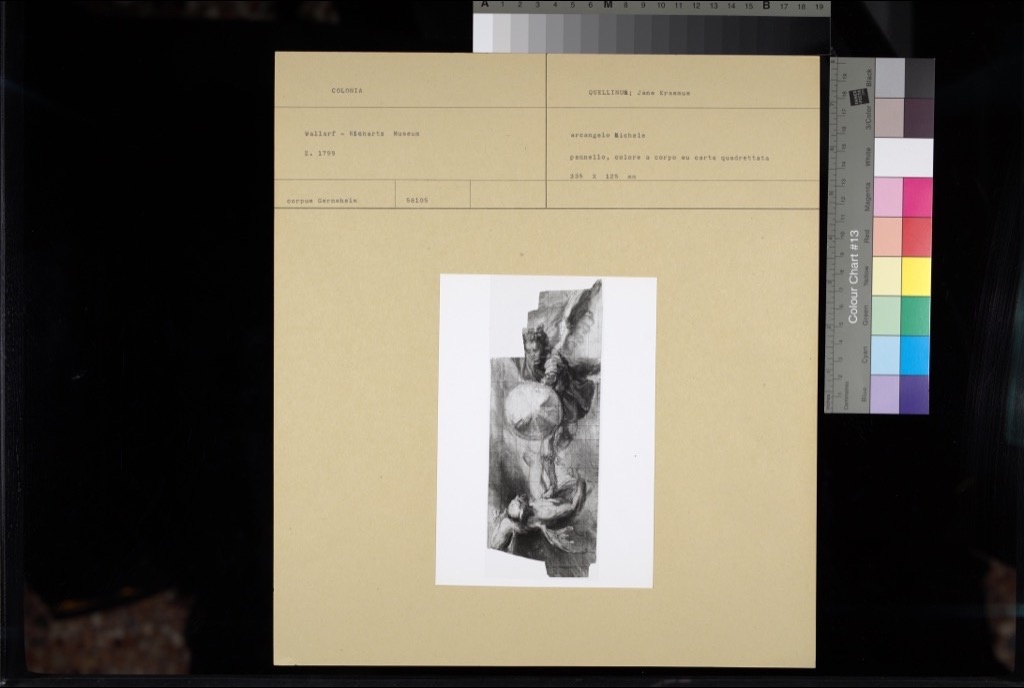 A 1 2 3 4 5 6 M 8 9 10 11 12 13 14 15 B 17 18 19
COLONIA
QUELLINUS; Jans Erasmus
Wallarf - Richartz Museum
Z. 1799
arcangelo Michele
pennello, colore a corpo su carta quadrettata
335 X 125 mm
corpus Gernsheim
56105
Colour Chart #13
Black
3/Color
White
Magenta
Red
Yellow
Green
Cyan
Blue
Centimetres